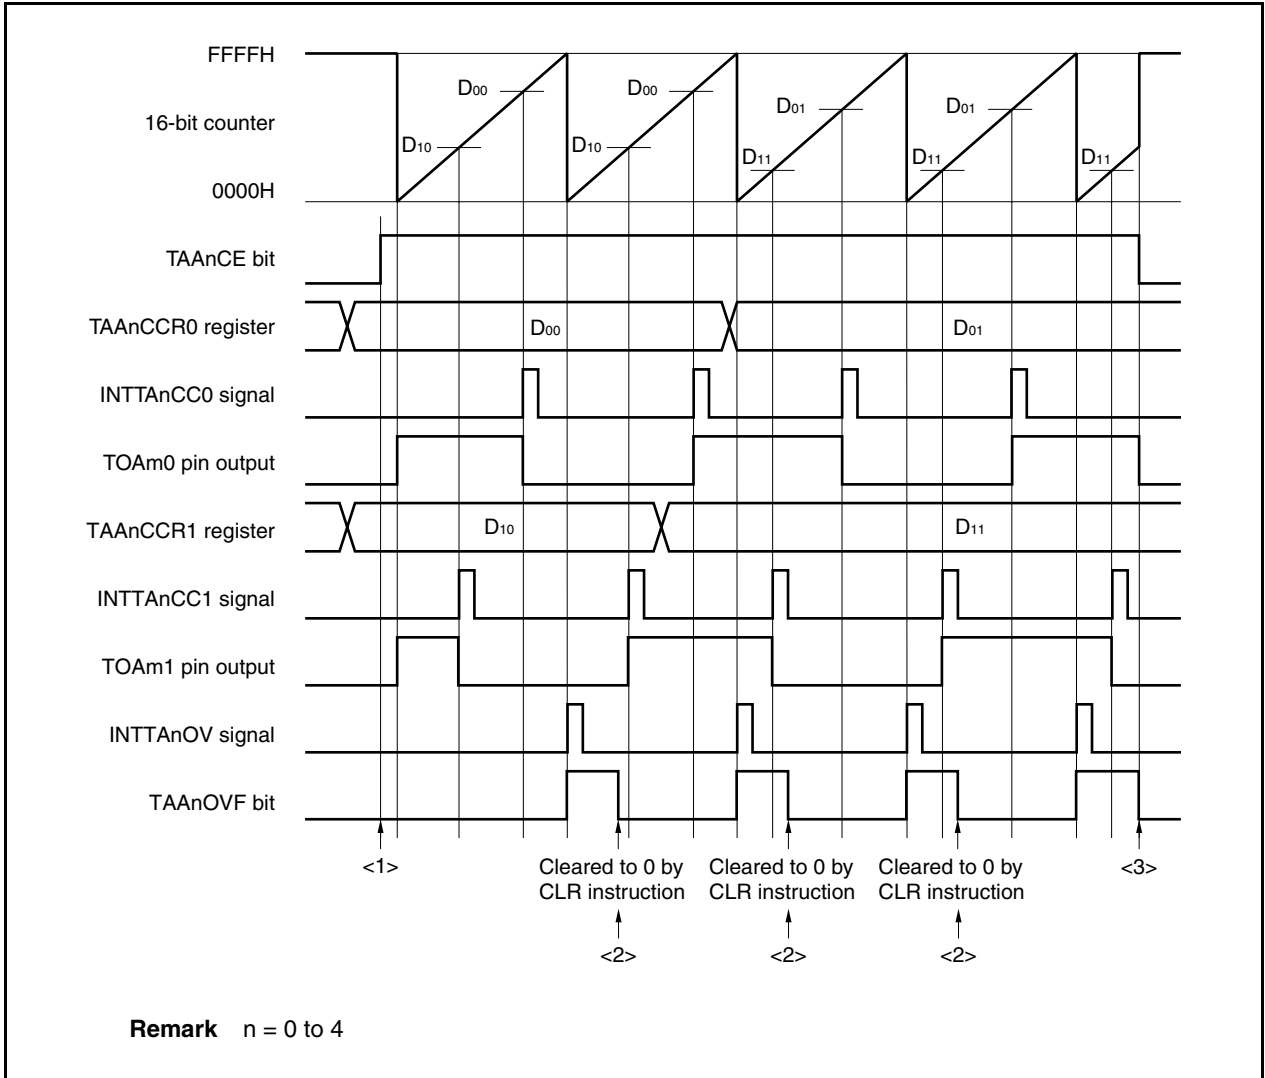 FFFFH
D00 D00
D01 D01
16-bit counter
D10 D10
D11 D11 D11
0000H
TAAnCE bit
TAAnCCR0 register D00 D01
INTTAnCC0 signal
TOAm0 pin output
TAAnCCR1 register D10 D11
INTTAnCC1 signal
TOAm1 pin output
INTTAnOV signal
TAAnOVF bit
<1> Cleared to 0 by Cleared to 0 by Cleared to 0 by <3>
CLR instruction CLR instruction CLR instruction
<2> <2> <2>
Remark n = 0 to 4